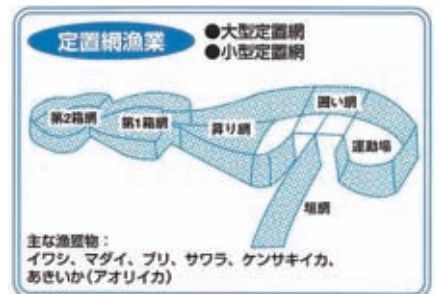 定置網漁業
●大型定置網
●小型定置網
囲い網
第2箱網
第1箱網
昇り網
運動場
垣網
主な漁獲物：
イワシ、マダイ、ブリ、サワラ、ケンサキイカ、
あきいか(アオリイカ)